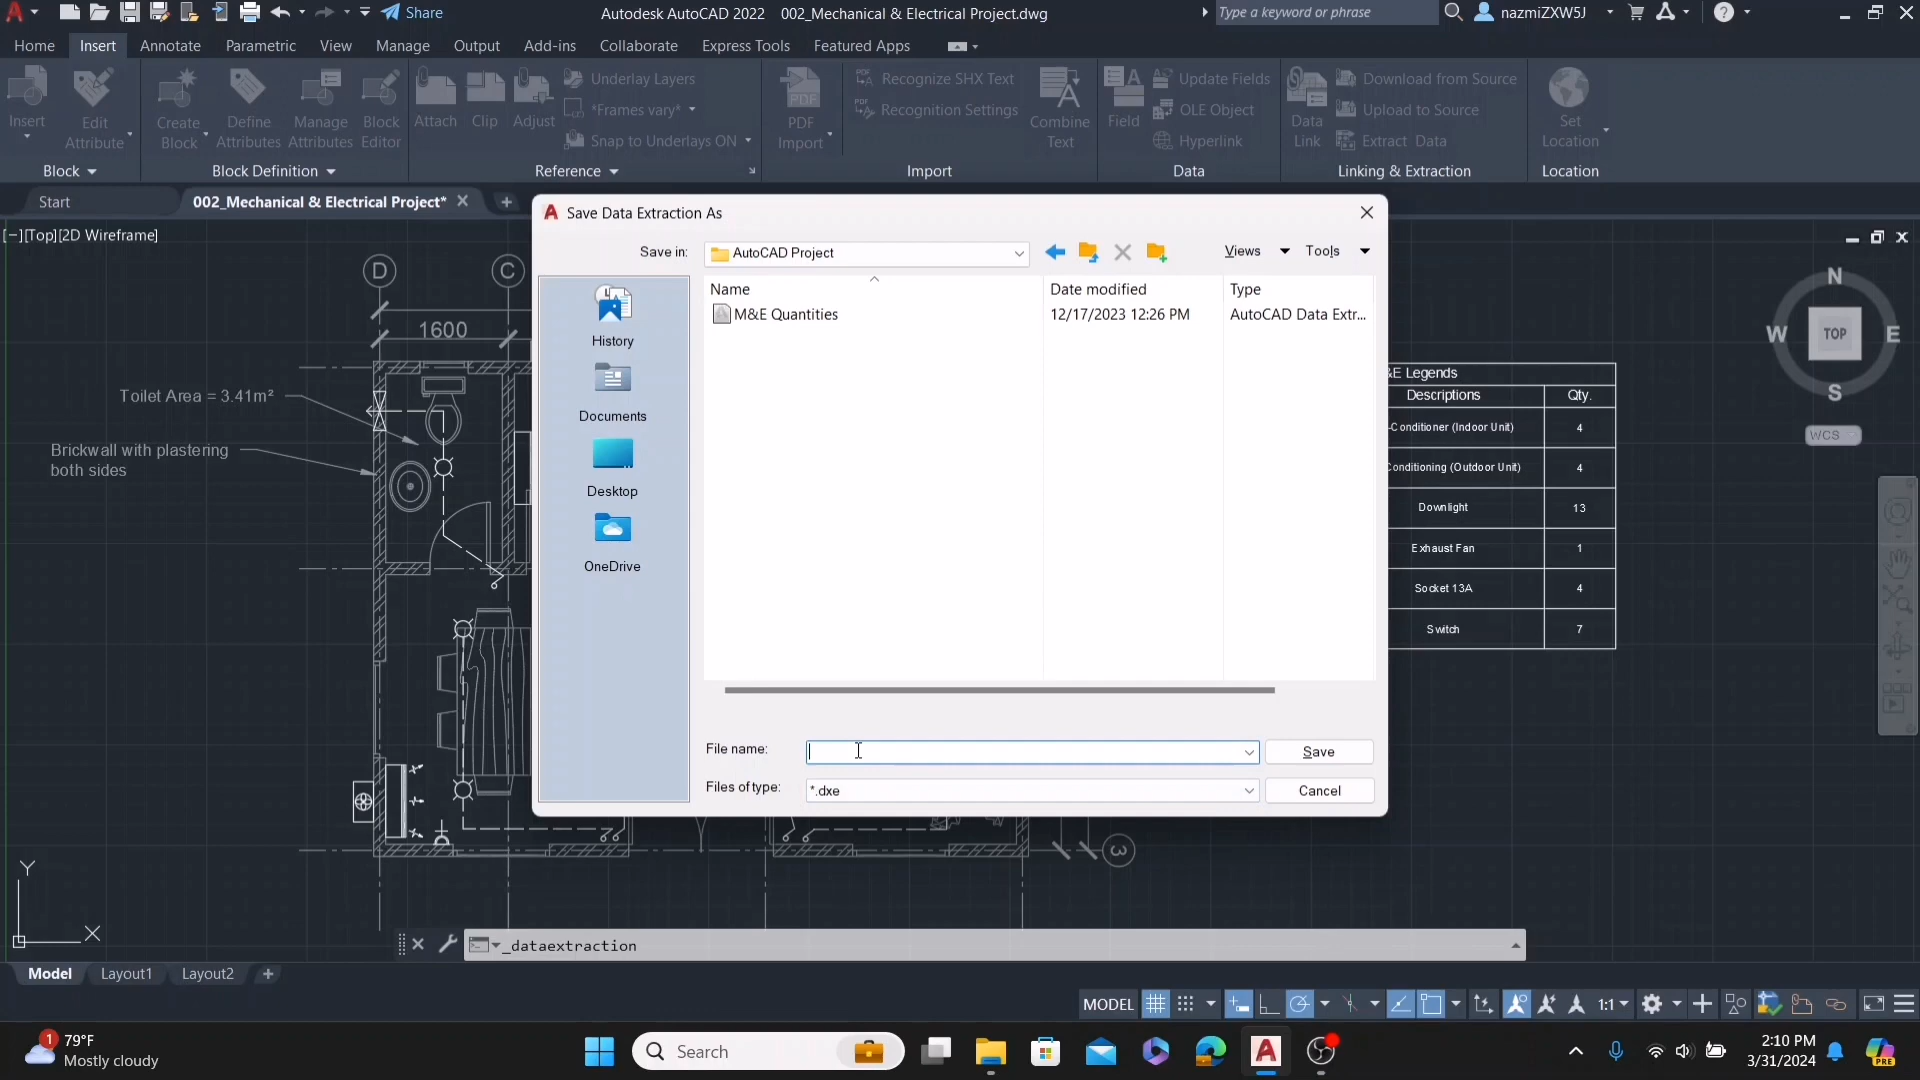 Share
Autodesk AutoCAD 2022 002_Mechanical & Electrical Project.dwg
Type a keyword or phrase
nazmiZXW5J
Home Insert Annotate Parametric View Manage Output Add-ins Collaborate Express Tools Featured Apps
Insert
Edit Attribute
Create Block
Define Attributes
Manage Attributes
Block Editor
Attach
Clip
Adjust
Underlay Layers
*Frames vary*
Snap to Underlays ON
PDF
PDF Import
Recognize SHX Text
Recognition Settings
Combine Text
Field
Update Fields
OLE Object
Hyperlink
Data Link
Download from Source
Upload to Source
Extract Data
Set Location
Block
Block Definition
Reference
Import
Data
Linking & Extraction
Location
Start
002_Mechanical & Electrical Project*
[−][Top][2D Wireframe]
D
C
1600
Toilet Area = 3.41m²
Brickwall with plastering
both sides
Save Data Extraction As
Save in:
AutoCAD Project
Views
Tools
Name
Date modified
Type
M&E Quantities
12/17/2023 12:26 PM
AutoCAD Data Extr...
History
Documents
Desktop
OneDrive
File name:
Save
Files of type:
*.dxe
Cancel
&E Legends
Descriptions
Qty.
-Conditioner (Indoor Unit)
4
Conditioning (Outdoor Unit)
4
Downlight
13
Exhaust Fan
1
Socket 13A
4
Switch
7
N
W
TOP
E
S
WCS
3
Y
X
_dataextraction
Model
Layout1
Layout2
MODEL
1:1
1
79°F
Mostly cloudy
Search
2:10 PM
3/31/2024
PRE